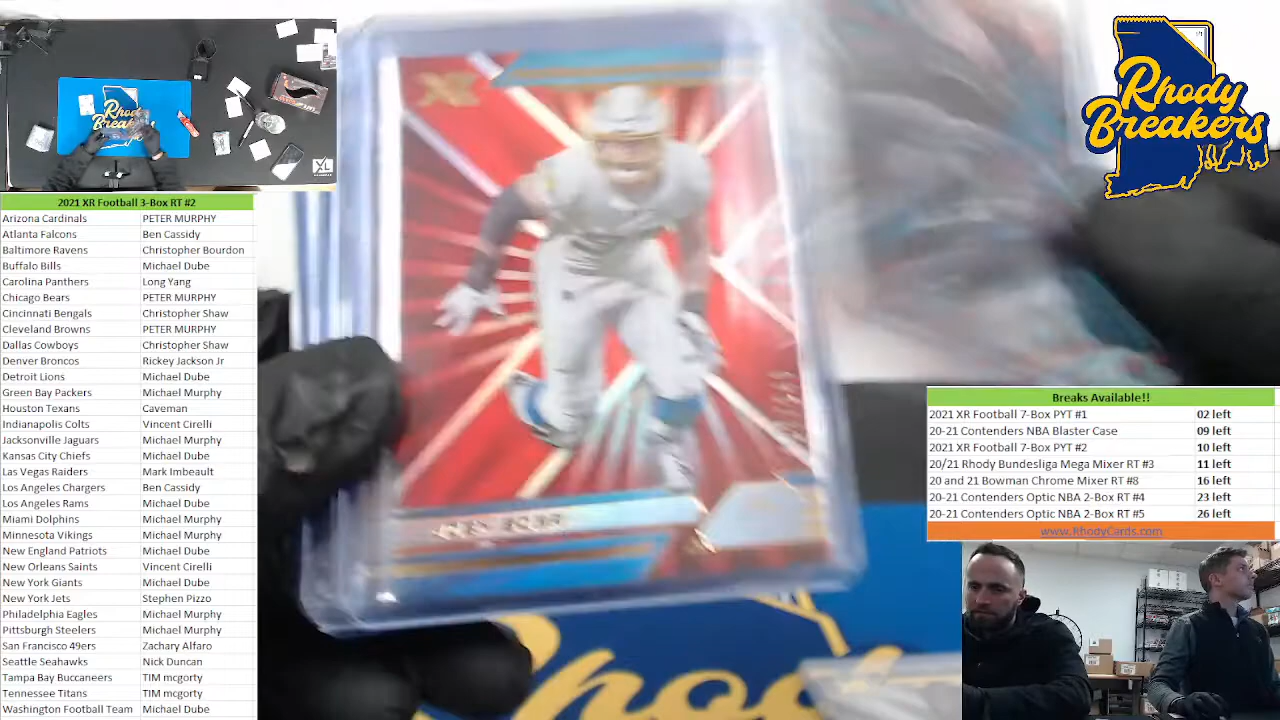 2021 XR Football 3-Box RT #2
Arizona Cardinals PETER MURPHY
Atlanta Falcons Ben Cassidy
Baltimore Ravens Christopher Bourdon
Buffalo Bills Michael Dube
Carolina Panthers Long Yang
Chicago Bears PETER MURPHY
Cincinnati Bengals Christopher Shaw
Cleveland Browns PETER MURPHY
Dallas Cowboys Christopher Shaw
Denver Broncos Rickey Jackson Jr
Detroit Lions Michael Dube
Green Bay Packers Michael Murphy
Houston Texans Caveman
Indianapolis Colts Vincent Cirelli
Jacksonville Jaguars Michael Murphy
Kansas City Chiefs Michael Dube
Las Vegas Raiders Mark Imbeault
Los Angeles Chargers Ben Cassidy
Los Angeles Rams Michael Dube
Miami Dolphins Michael Murphy
Minnesota Vikings Michael Murphy
New England Patriots Michael Dube
New Orleans Saints Vincent Cirelli
New York Giants Michael Dube
New York Jets Stephen Pizzo
Philadelphia Eagles Michael Murphy
Pittsburgh Steelers Michael Murphy
San Francisco 49ers Zachary Alfaro
Seattle Seahawks Nick Duncan
Tampa Bay Buccaneers TIM mcgorty
Tennessee Titans TIM mcgorty
Washington Football Team Michael Dube
Rhody
Breakers
XL
XR
Rhody
Breakers
Breaks Available!!
2021 XR Football 7-Box PYT #1 02 left
20-21 Contenders NBA Blaster Case 09 left
2021 XR Football 7-Box PYT #2 10 left
20/21 Rhody Bundesliga Mega Mixer RT #3 11 left
20 and 21 Bowman Chrome Mixer RT #8 16 left
20-21 Contenders Optic NBA 2-Box RT #4 23 left
20-21 Contenders Optic NBA 2-Box RT #5 26 left
www.RhodyCards.com